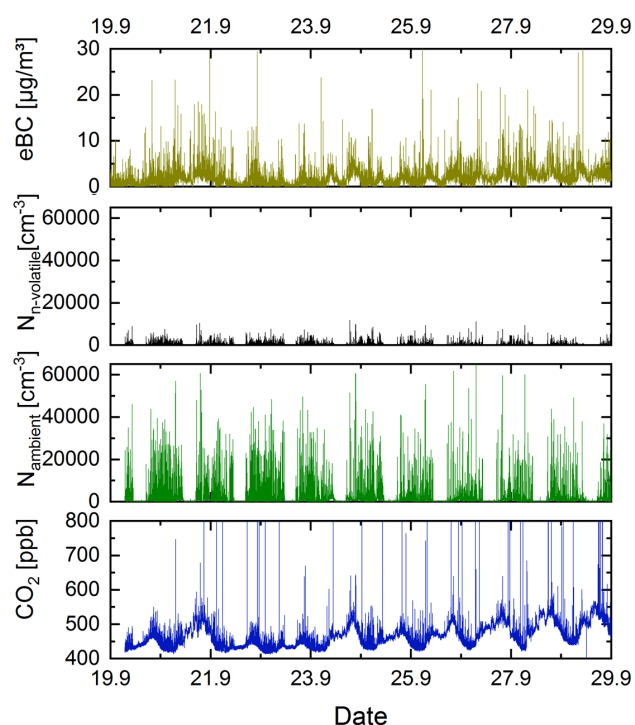 19.9 21.9 23.9 25.9 27.9 29.9
30
20
10
0
eBC [µg/m³]
60000
40000
20000
0
Nn-volatile[cm-3]
60000
40000
20000
0
Nambient [cm-3]
800
700
600
500
400
CO2 [ppb]
19.9 21.9 23.9 25.9 27.9 29.9
Date